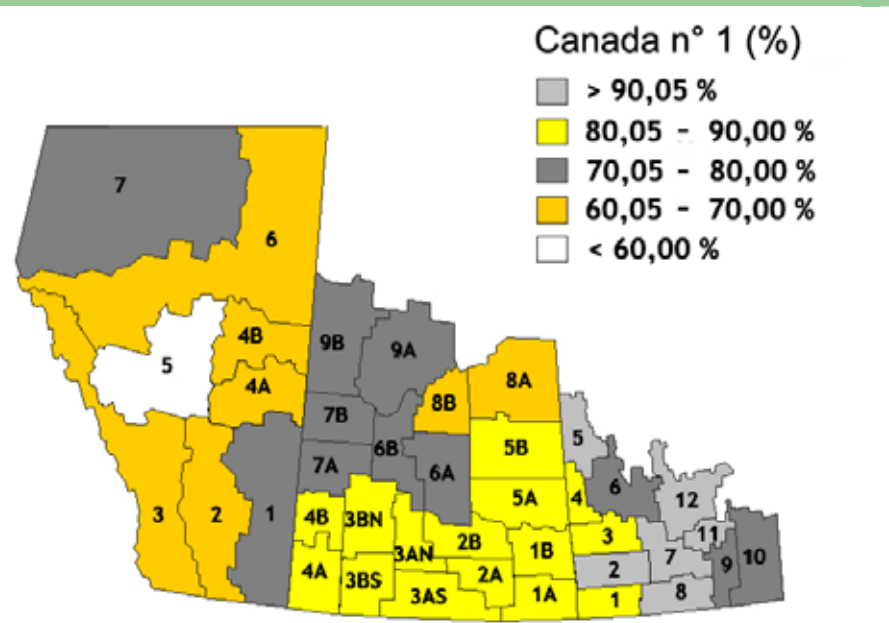 Canada n° 1 (%)
> 90,05 %
80,05 - 90,00 %
70,05 - 80,00 %
60,05 - 70,00 %
< 60,00 %
7
6
5
4B
4A
3
2
1
9B
9A
8B
8A
7B
6B
7A
6A
5B
5A
4B
3BN
3AN
2B
1B
4A
3BS
3AS
2A
1A
5
4
6
12
3
11
2
7
9
10
1
8